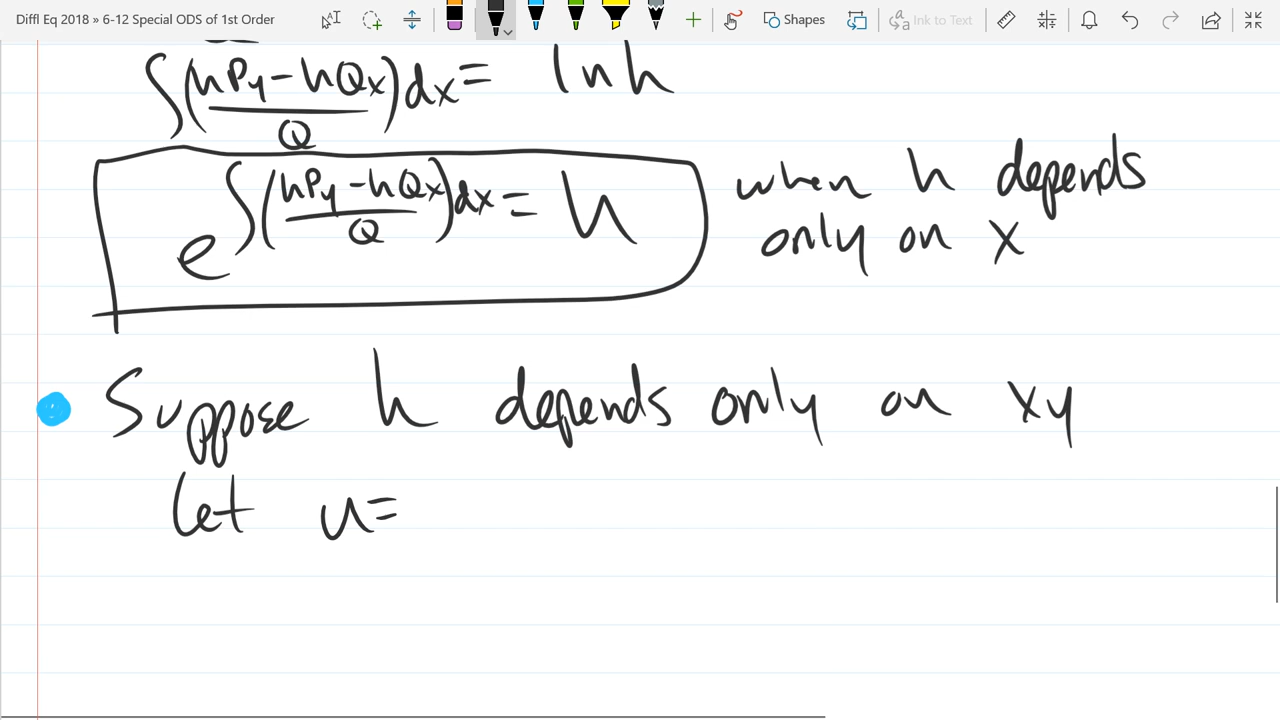 Diffl Eq 2018 » 6-12 Special ODS of 1st Order
Shapes
Ink to Text
∫(hPy-hQx/Q)dx = ln h
e^∫(hPy-hQx/Q)dx = h when h depends
only on x
Suppose h depends only on xy
let u=